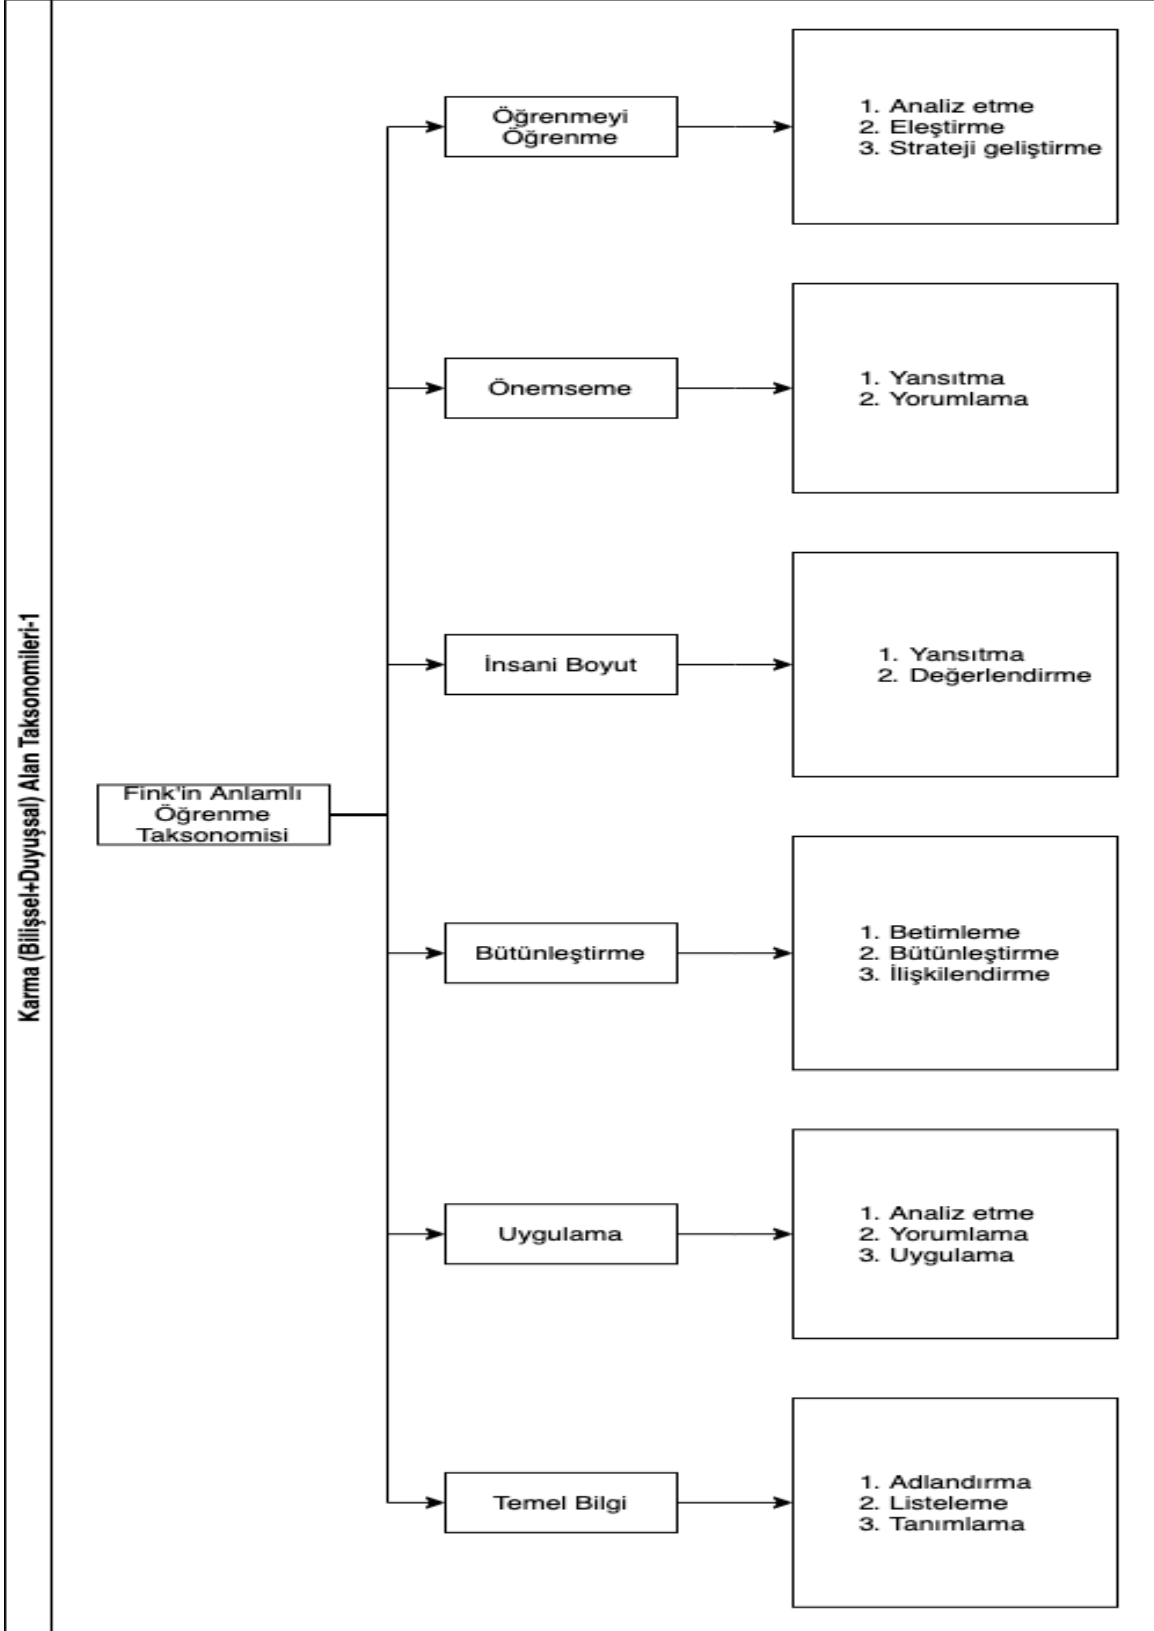 Karma (Bilişsel+Duyuşsal) Alan Taksonomileri-1
Fink'in Anlamlı
Öğrenme
Taksonomisi
Öğrenmeyi
Öğrenme
1. Analiz etme
2. Eleştirme
3. Strateji geliştirme
Önemseme
1. Yansıtma
2. Yorumlama
İnsani Boyut
1. Yansıtma
2. Değerlendirme
Bütünleştirme
1. Betimleme
2. Bütünleştirme
3. İlişkilendirme
Uygulama
1. Analiz etme
2. Yorumlama
3. Uygulama
Temel Bilgi
1. Adlandırma
2. Listeleme
3. Tanımlama